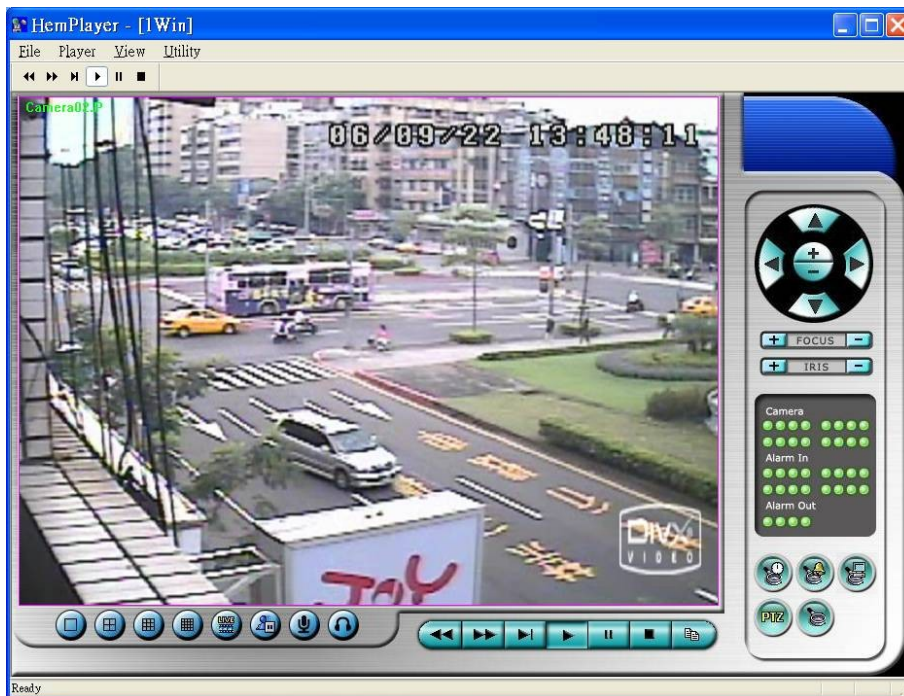 HemPlayer - [1Win]
File Player View Utility
Camera02.P
06/09/22 13:48:11
FOCUS
IRIS
Camera
Alarm In
Alarm Out
DIVX
VIDEO
JOY
LIVE
PTZ
Ready